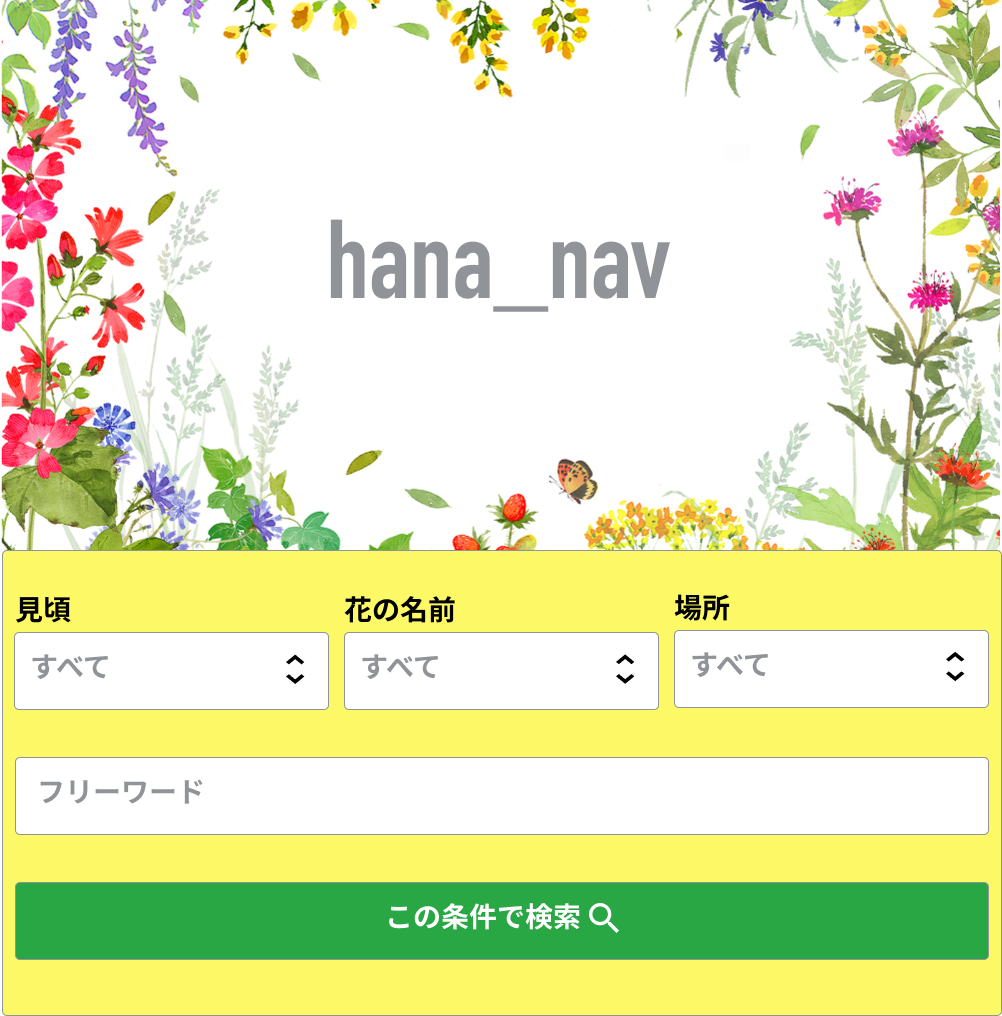 hana_nav
見頃 花の名前 場所
すべて すべて すべて
フリーワード
この条件で検索